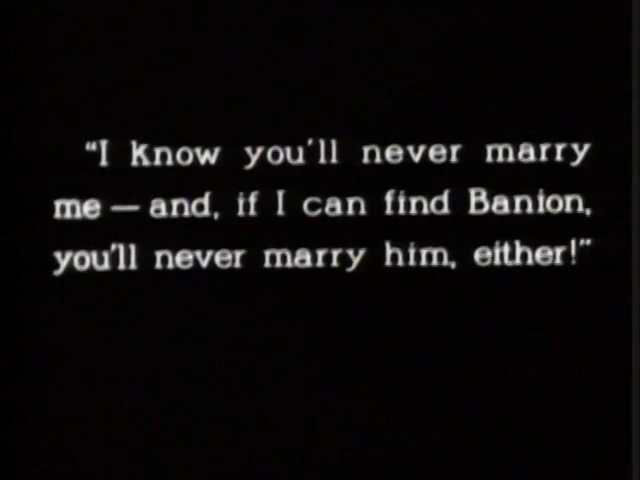 "I know you'll never marry
me — and, if I can find Banion,
you'll never marry him, either!"